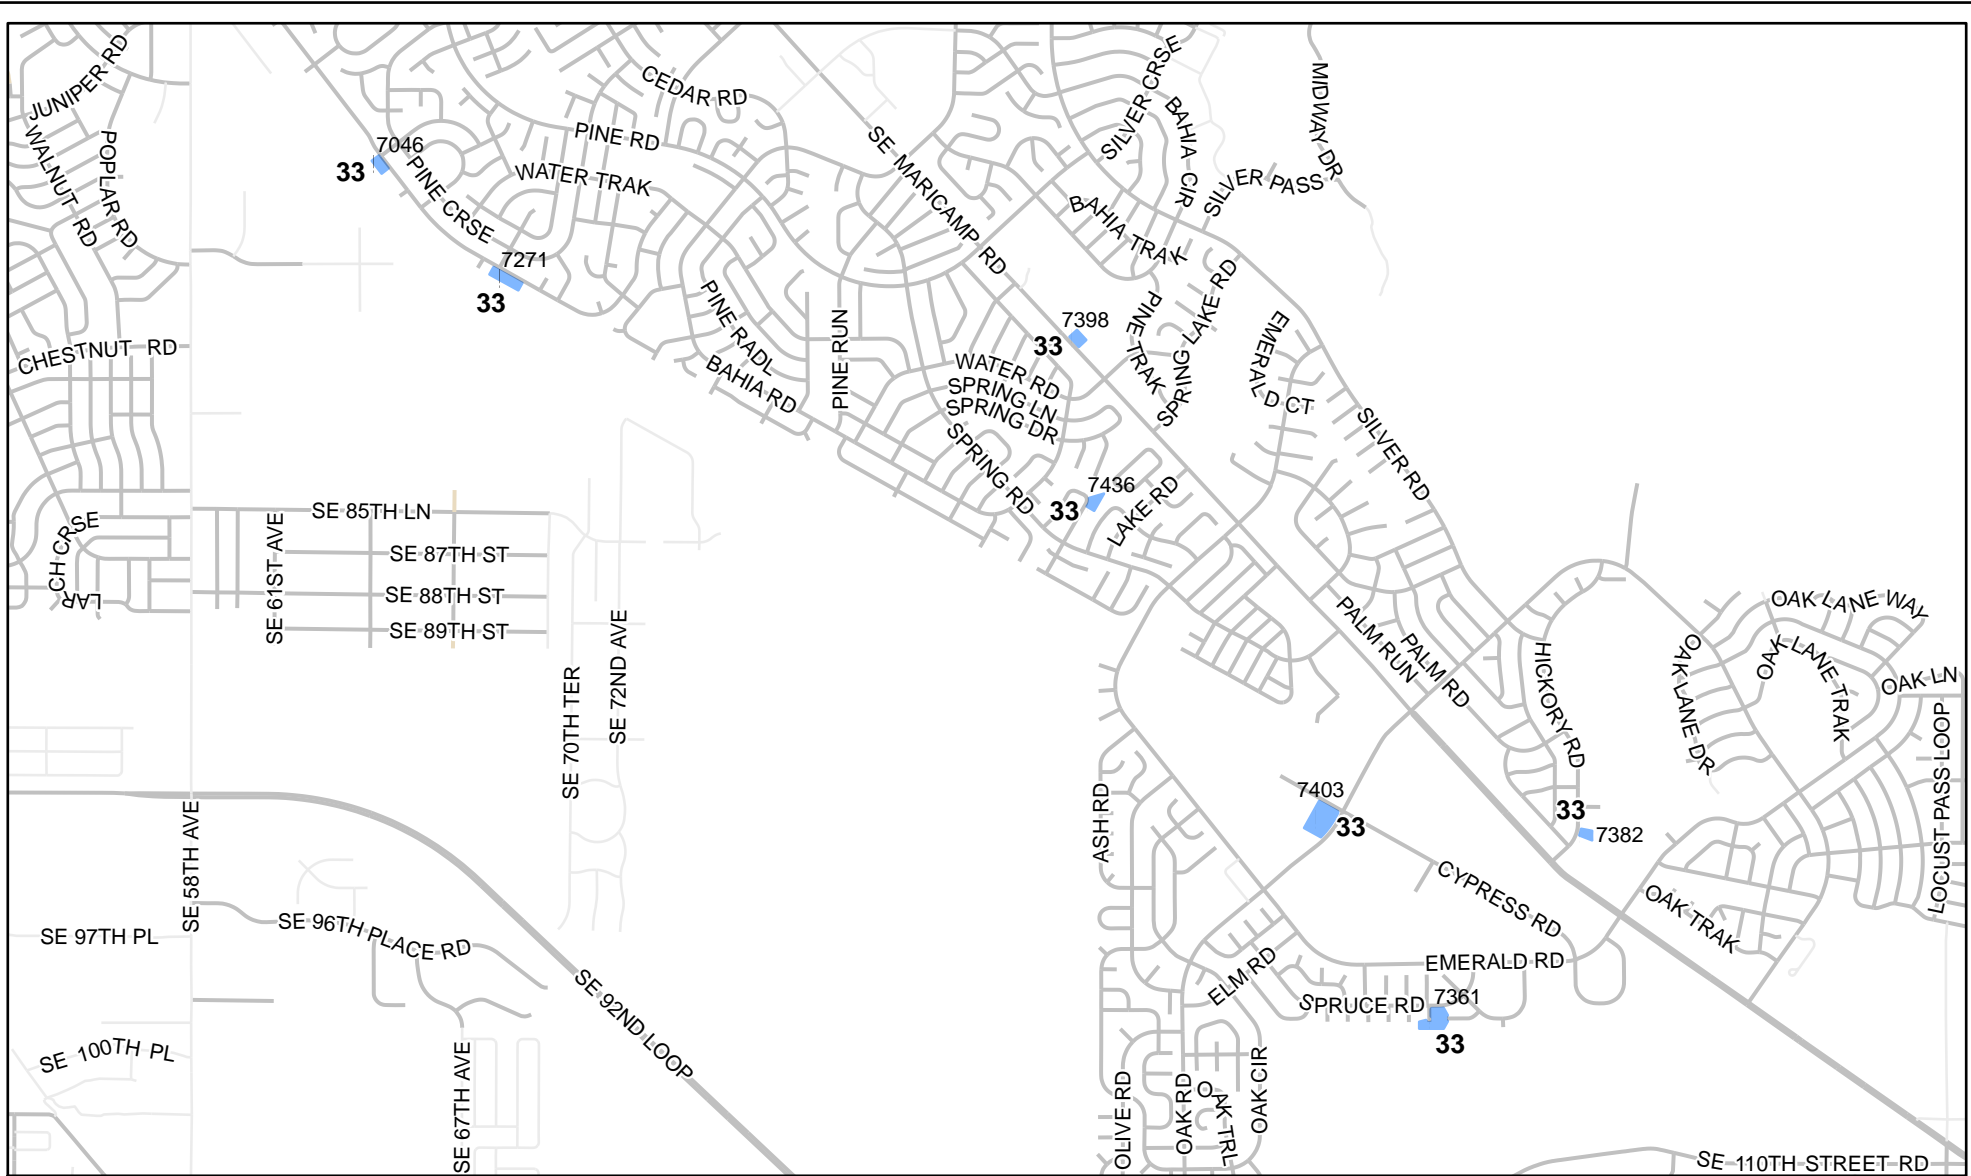 JUNIPER RD
CEDAR RD
SILVER CRSE
MIDWAY DR
WALNUT RD
POPLAR RD
7046
33
PINE RD
SE MARICAMP RD
BAHIA CIR
PINE CRSE
WATER TRAK
SILVER PASS
BAHIA TRAK
7271
33
PINE RADL
PINE RUN
7398
33
PINE TRAK
SPRING LAKE RD
EMERALD CT
CHESTNUT RD
BAHIA RD
WATER RD
SPRING LN
SPRING DR
SPRING RD
SILVER RD
7436
33
LAKE RD
SE 85TH LN
LARCH CRSE
SE 61ST AVE
SE 87TH ST
SE 88TH ST
SE 89TH ST
SE 70TH TER
SE 72ND AVE
PALM RUN
PALM RD
HICKORY RD
OAK LANE DR
OAK LANE WAY
OAK LANE TRAK
OAK LN
LOCUST PASS LOOP
7403
33
33
7382
ASH RD
SE 58TH AVE
CYPRESS RD
OAK TRAK
SE 97TH PL
SE 96TH PLACE RD
SE 92ND LOOP
ELM RD
EMERALD RD
SPRUCE RD
7361
33
SE 100TH PL
SE 67TH AVE
OLIVE RD
OAK RD
OAK TRL
OAK CIR
SE 110TH STREET RD